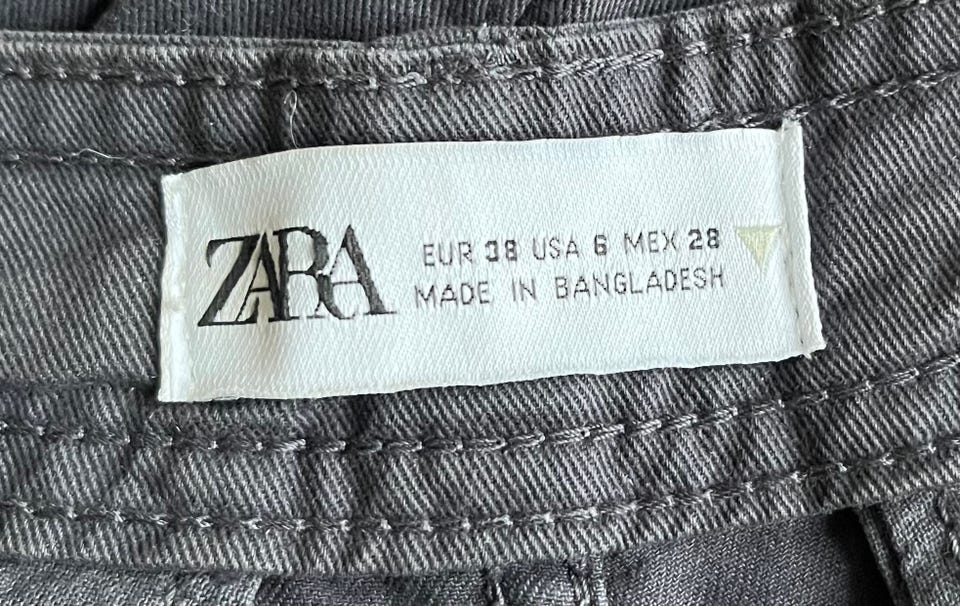 ZARA
EUR 38 USA 6 MEX 28
MADE IN BANGLADESH